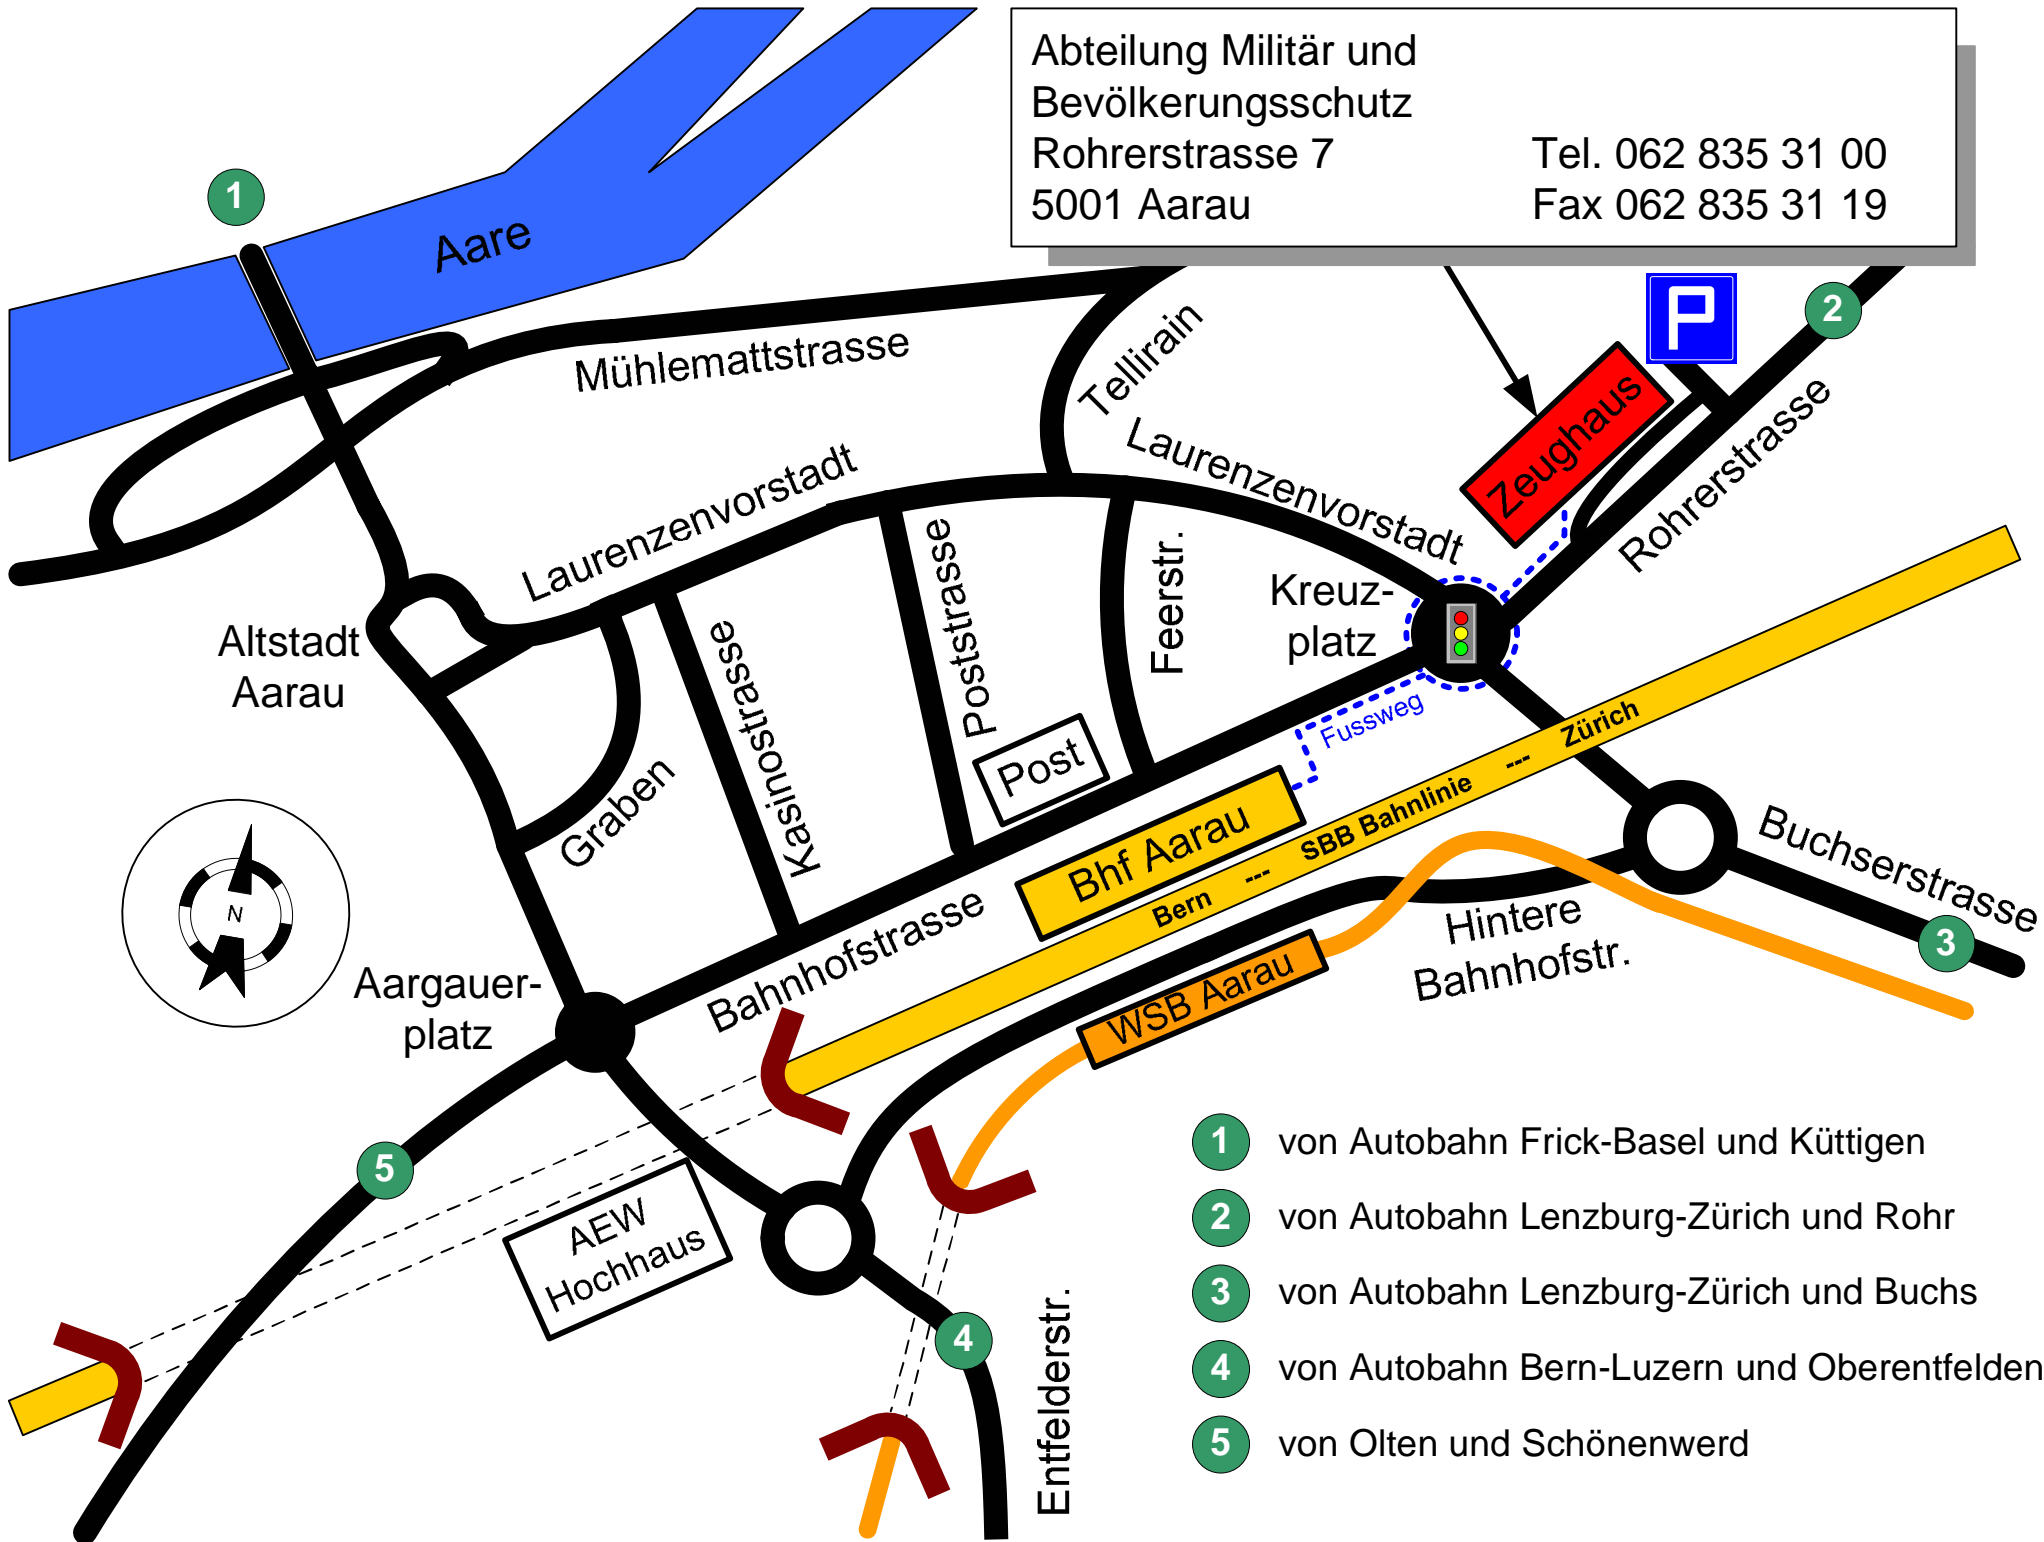 Abteilung Militär und
Bevölkerungsschutz
Rohrerstrasse 7 Tel. 062 835 31 00
5001 Aarau Fax 062 835 31 19
1
Aare
P
2
Mühlemattstrasse
Tellirain
Zeughaus
Rohrerstrasse
Laurenzenvorstadt
Laurenzenvorstadt
Poststrasse
Feerstr.
Kreuz-
platz
Altstadt
Aarau
Kasinostrasse
Graben
Post
Fussweg
Bhf Aarau
Bern --- SBB Bahnlinie --- Zürich
Buchserstrasse
3
N
Aargauer-
platz
Bahnhofstrasse
Hintere
Bahnhofstr.
WSB Aarau
5
AEW
Hochhaus
4
Entfelderstr.
1 von Autobahn Frick-Basel und Küttigen
2 von Autobahn Lenzburg-Zürich und Rohr
3 von Autobahn Lenzburg-Zürich und Buchs
4 von Autobahn Bern-Luzern und Oberentfelden
5 von Olten und Schönenwerd